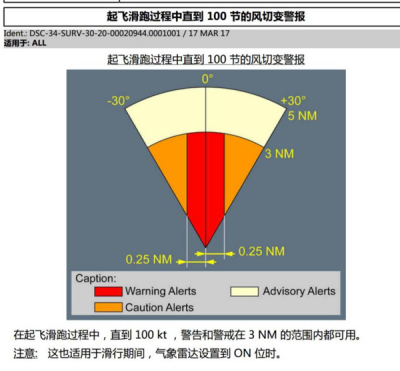 起飞滑跑过程中直到 100 节的风切变警报
Ident.: DSC-34-SURV-30-20-00020944.0001001 / 17 MAR 17
适用于: ALL
起飞滑跑过程中直到 100 节的风切变警报
0°
-30°
+30°
5 NM
3 NM
0.25 NM
0.25 NM
Caption:
Warning Alerts
Advisory Alerts
Caution Alerts
在起飞滑跑过程中，直到 100 kt ，警告和警戒在 3 NM 的范围内都可用。
注意: 这也适用于滑行期间，气象雷达设置到 ON 位时。